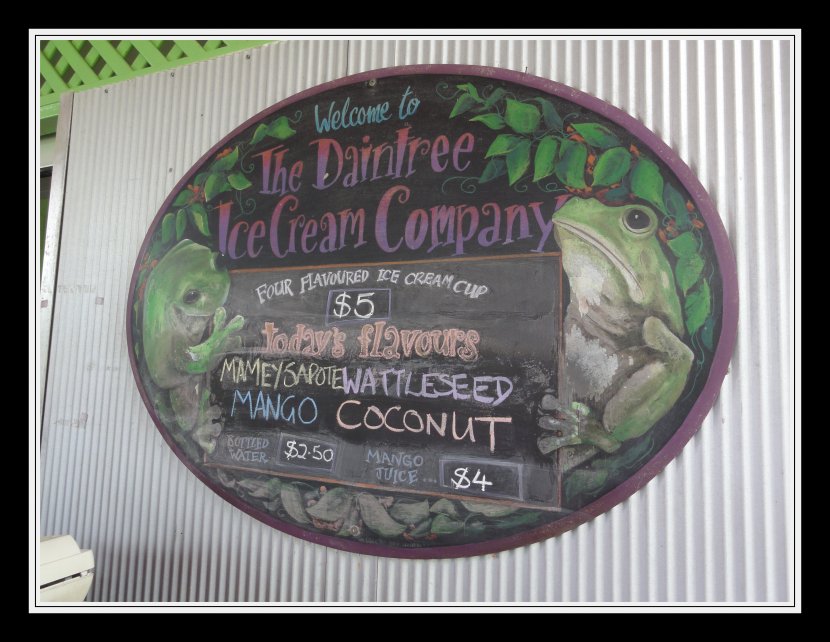 Welcome to
The Daintree
Ice Cream Company
FOUR FLAVOURED ICE CREAM CUP
$5
Today's flavours
MAMEY SAPOTE WATTLESEED
MANGO COCONUT
BOTTLED WATER $2.50
MANGO JUICE... $4